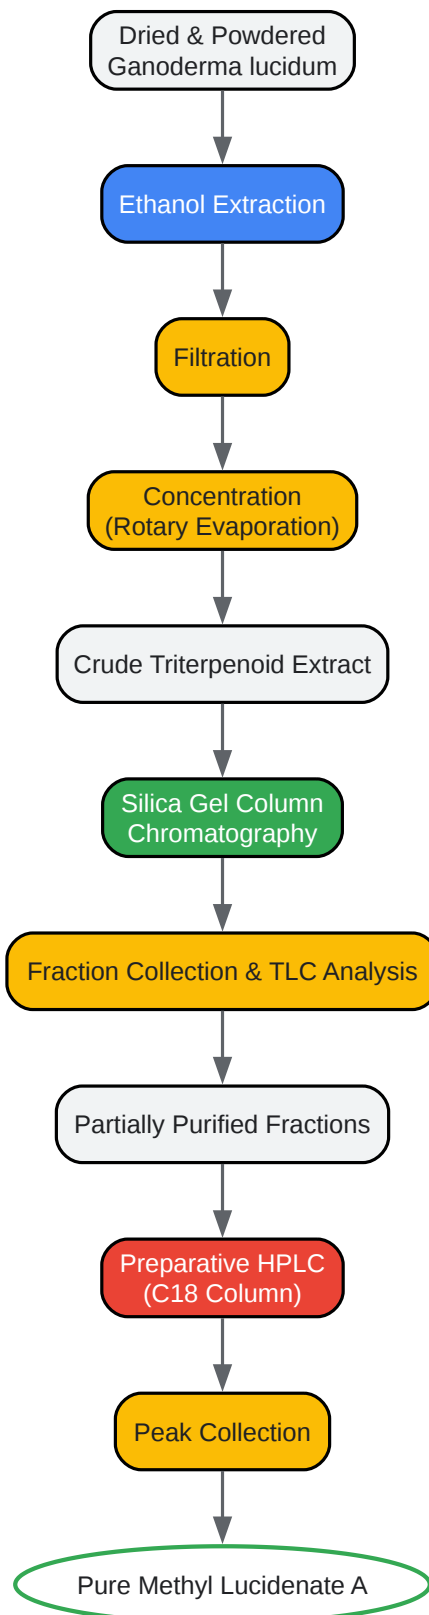 Dried & Powdered
Ganoderma lucidum
Ethanol Extraction
Filtration
Concentration
(Rotary Evaporation)
Crude Triterpenoid Extract
Silica Gel Column
Chromatography
Fraction Collection & TLC Analysis
Partially Purified Fractions
Preparative HPLC
(C18 Column)
Peak Collection
Pure Methyl Lucidenate A